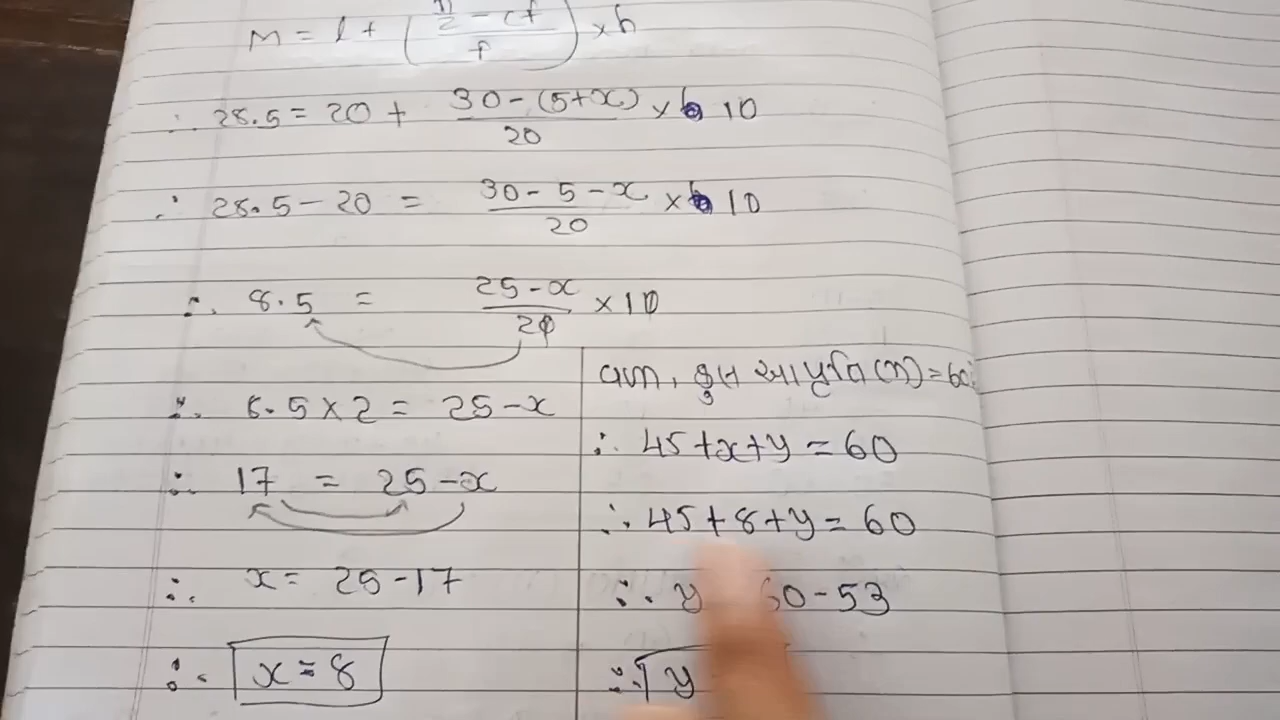 M = l + ( n/2 - cf / f ) × h
∴ 28.5 = 20 + 30 - (5+x) / 20 × 10
∴ 28.5 - 20 = 30 - 5 - x / 20 × 10
∴ 8.5 = 25 - x / 20 × 10
∴ 8.5 × 2 = 25 - x
∴ 17 = 25 - x
∴ x = 25 - 17
∴ x = 8
વળી, કુલ આવૃત્તિ (n) = 60
∴ 45 + x + y = 60
∴ 45 + 8 + y = 60
∴ y 60 - 53
∴ y